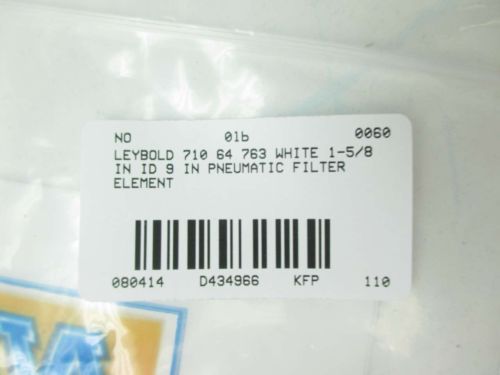 NO 01b 0060
LEYBOLD 710 64 763 WHITE 1-5/8
IN ID 9 IN PNEUMATIC FILTER
ELEMENT
080414 D434966 KFP 110